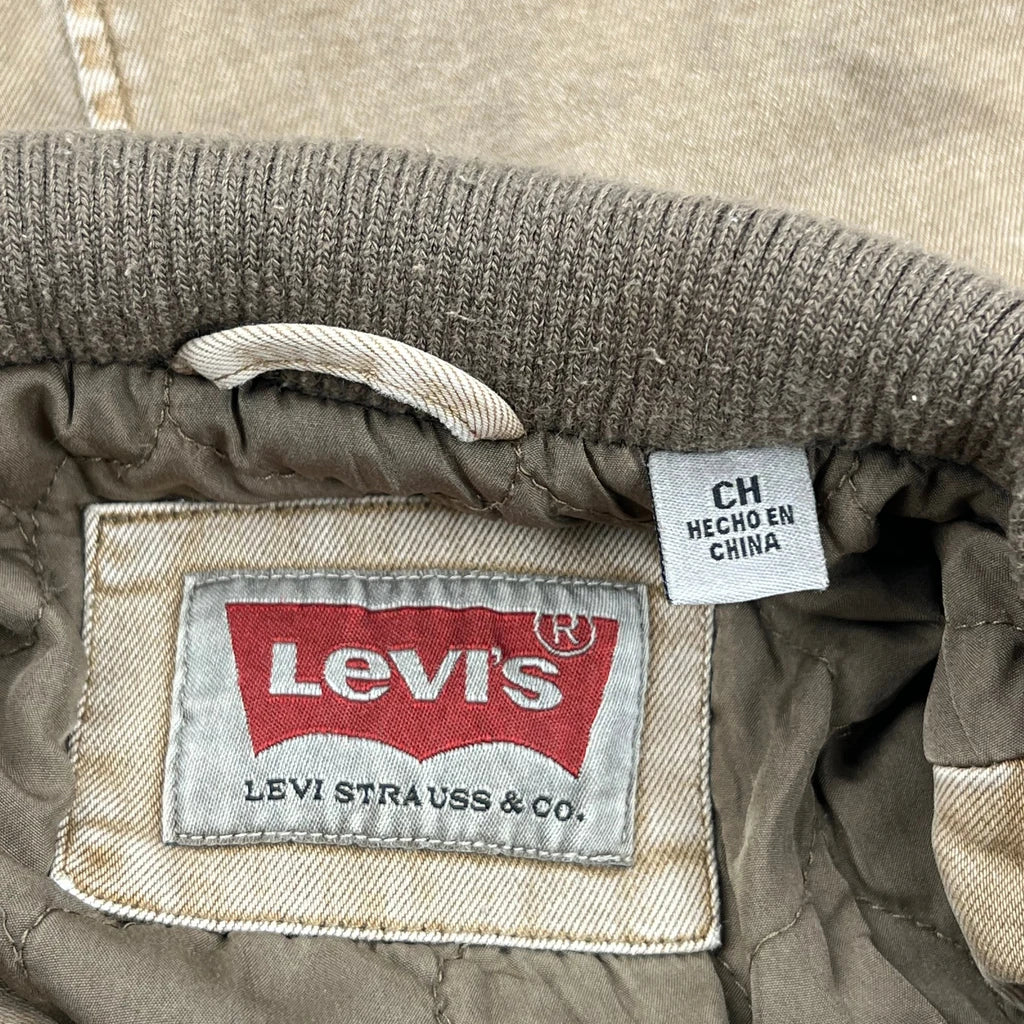 CH
HECHO EN
CHINA
LEVI'S ®
LEVI STRAUSS & CO.